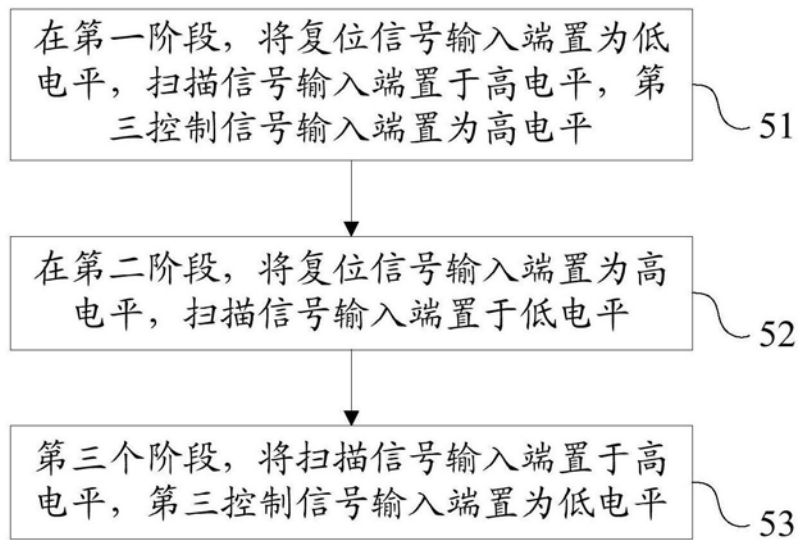 在第一阶段，将复位信号输入端置为低
电平，扫描信号输入端置于高电平，第
三控制信号输入端置为高电平
51
在第二阶段，将复位信号输入端置为高
电平，扫描信号输入端置于低电平
52
第三个阶段，将扫描信号输入端置于高
电平，第三控制信号输入端置为低电平
53